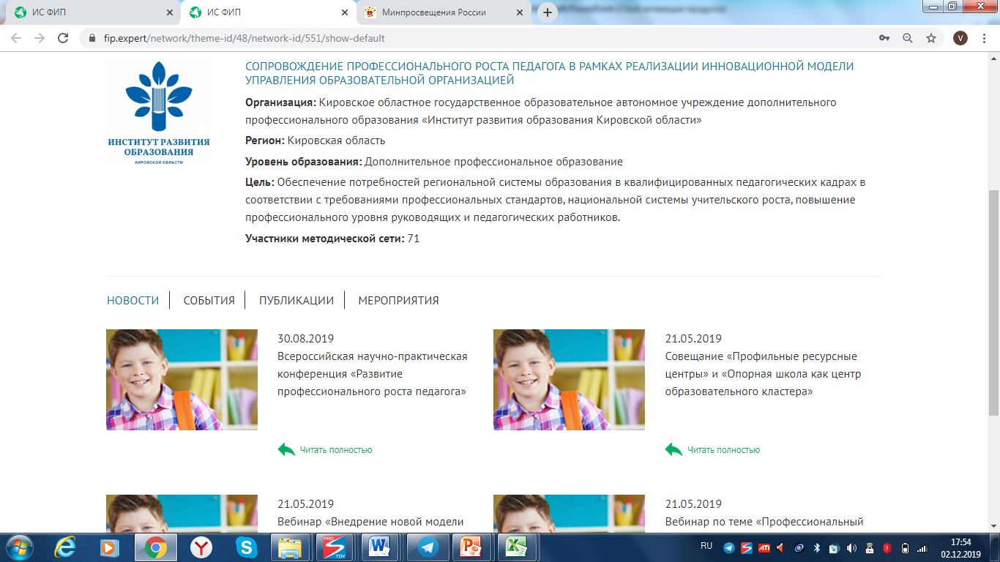 ИС ФИП
ИС ФИП
Минпросвещения России
fip.expert/network/theme-id/48/network-id/551/show-default
V
ИНСТИТУТ РАЗВИТИЯ
ОБРАЗОВАНИЯ
КИРОВСКОЙ ОБЛАСТИ
СОПРОВОЖДЕНИЕ ПРОФЕССИОНАЛЬНОГО РОСТА ПЕДАГОГА В РАМКАХ РЕАЛИЗАЦИИ ИННОВАЦИОННОЙ МОДЕЛИ
УПРАВЛЕНИЯ ОБРАЗОВАТЕЛЬНОЙ ОРГАНИЗАЦИЕЙ
Организация: Кировское областное государственное образовательное автономное учреждение дополнительного
профессионального образования «Институт развития образования Кировской области»
Регион: Кировская область
Уровень образования: Дополнительное профессиональное образование
Цель: Обеспечение потребностей региональной системы образования в квалифицированных педагогических кадрах в
соответствии с требованиями профессиональных стандартов, национальной системы учительского роста, повышение
профессионального уровня руководящих и педагогических работников.
Участники методической сети: 71
НОВОСТИ
СОБЫТИЯ
ПУБЛИКАЦИИ
МЕРОПРИЯТИЯ
30.08.2019
Всероссийская научно-практическая
конференция «Развитие
профессионального роста педагога»
Читать полностью
21.05.2019
Совещание «Профильные ресурсные
центры» и «Опорная школа как центр
образовательного кластера»
Читать полностью
21.05.2019
Вебинар «Внедрение новой модели
21.05.2019
Вебинар по теме «Профессиональный
PRO
TOY
RU
ATI
17:54
02.12.2019